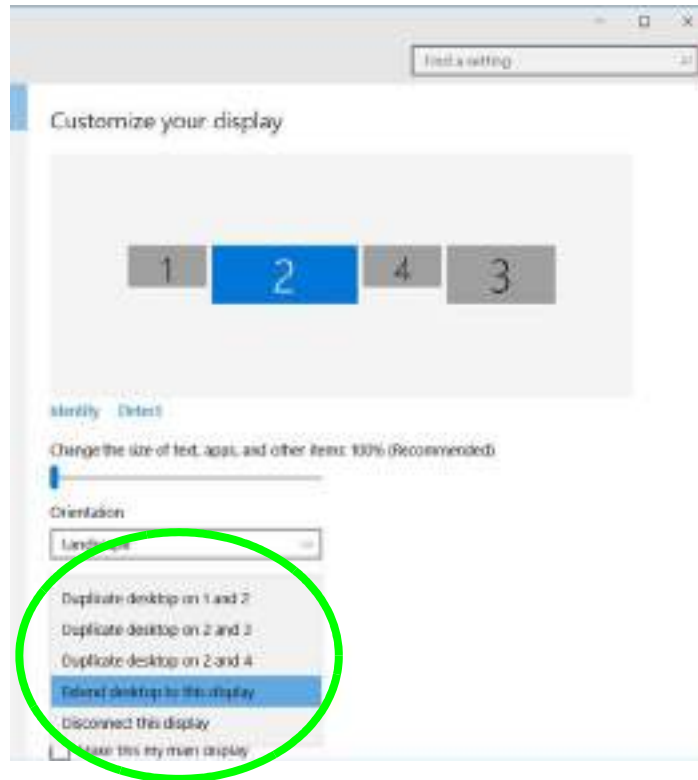 Find a setting
Customize your display
1 2 4 3
Identify Detect
Change the size of text, apps, and other items: 100% (Recommended)
Orientation
Landscape
Duplicate desktop on 1 and 2
Duplicate desktop on 2 and 3
Duplicate desktop on 2 and 4
Extend desktop to this display
Disconnect this display
Make this my main display